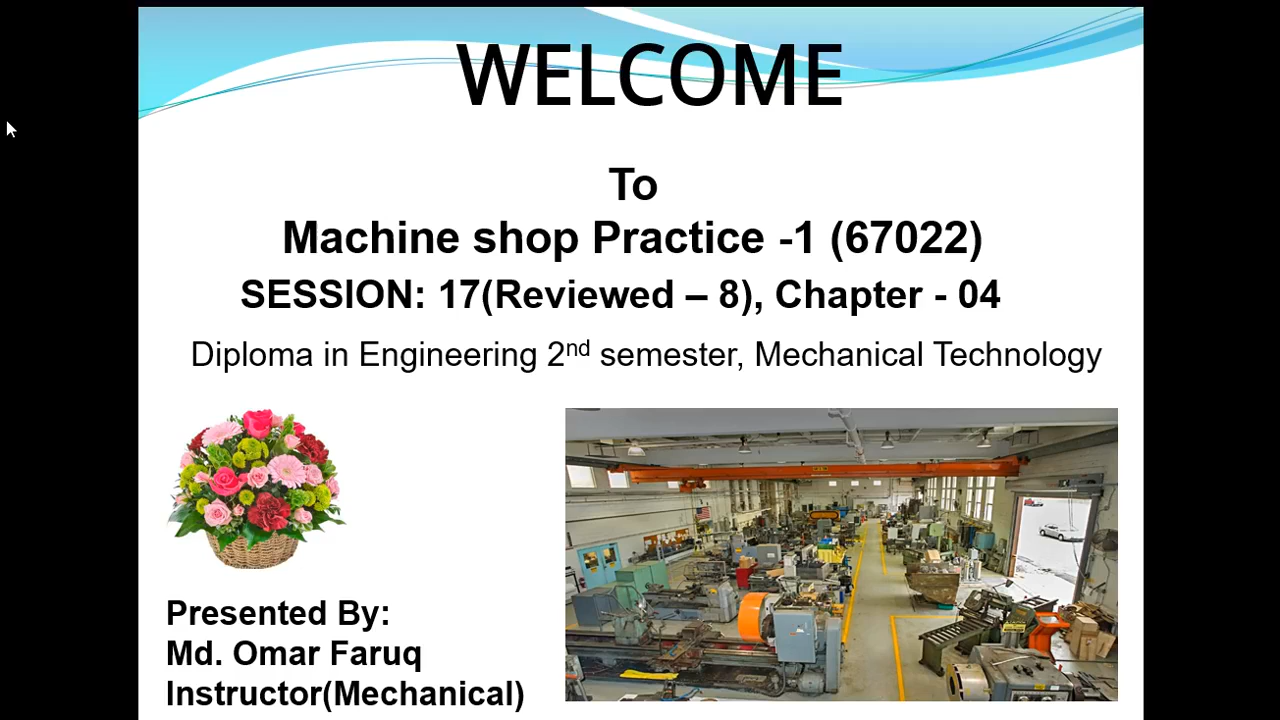 WELCOME
To
Machine shop Practice -1 (67022)
SESSION: 17(Reviewed – 8), Chapter - 04
Diploma in Engineering 2nd semester, Mechanical Technology
Presented By:
Md. Omar Faruq
Instructor(Mechanical)